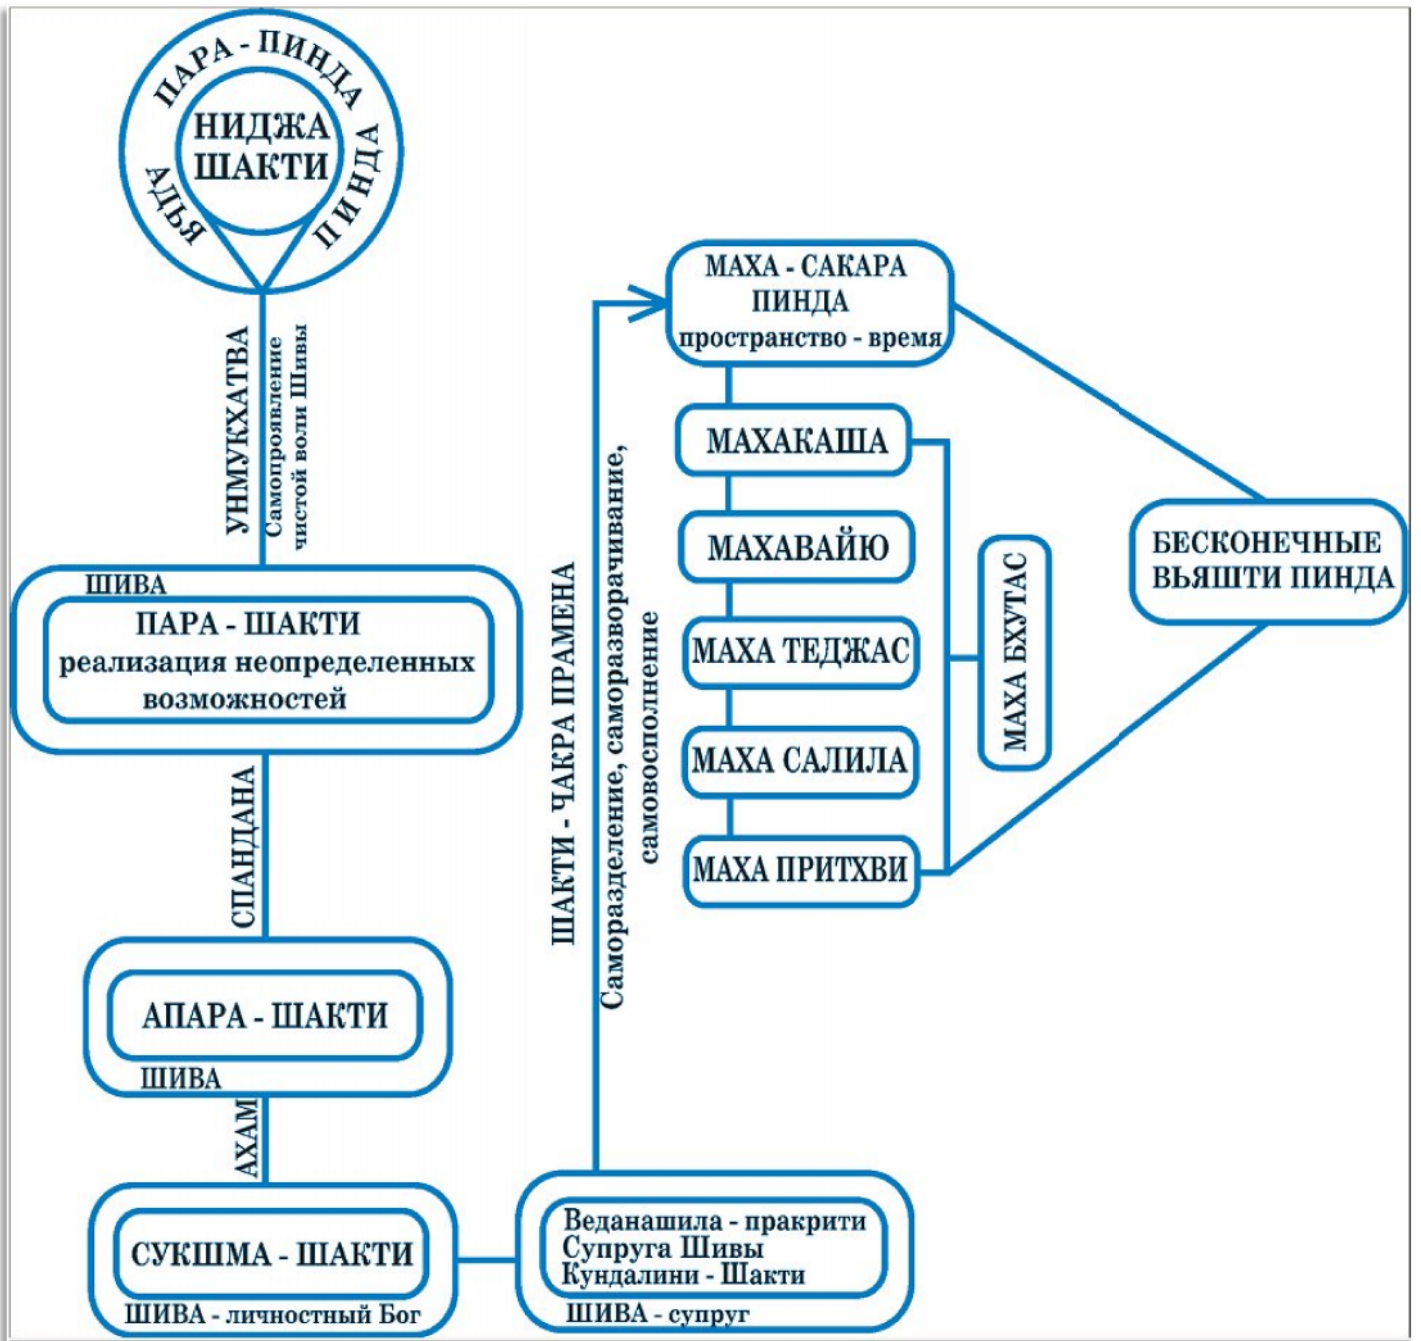 ПАРА - ПИНДА
НИДЖА
ШАКТИ
АДЬЯ
ПИНДА
УНМУКХАТВА
Самопроявление
чистой воли Шивы
ШИВА
ПАРА - ШАКТИ
реализация неопределенных
возможностей
СПАНДАНА
АПАРА - ШАКТИ
ШИВА
АХАМ
СУКШМА - ШАКТИ
ШИВА - личностный Бог
Веданашила - пракрити
Супруга Шивы
Кундалини - Шакти
ШИВА - супруг
ШАКТИ - ЧАКРА ПРАМЕНА
Саморазделение, саморазворачивание,
самовосполнение
МАХА - САКАРА
ПИНДА
пространство - время
МАХАКАША
МАХАВАЙЮ
МАХА ТЕДЖАС
МАХА САЛИЛА
МАХА ПРИТХВИ
МАХА БХУТАС
БЕСКОНЕЧНЫЕ
ВЬЯШТИ ПИНДА